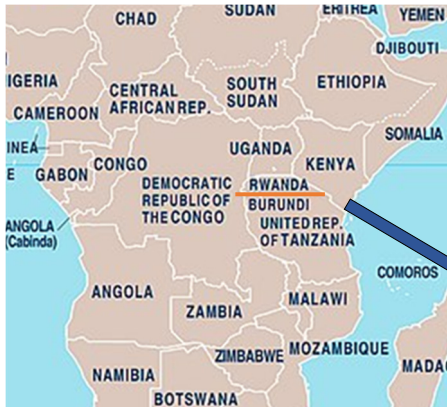 CHAD
SUDAN
ERITREA
YEMEN
DJIBOUTI
IGERIA
CENTRAL
AFRICAN REP.
SOUTH
SUDAN
ETHIOPIA
CAMEROON
SOMALIA
INEA
UGANDA
KENYA
E
GABON
CONGO
DEMOCRATIC
REPUBLIC OF
THE CONGO
RWANDA
BURUNDI
ANGOLA
(Cabinda)
UNITED REP.
OF TANZANIA
COMOROS
ANGOLA
ZAMBIA
MALAWI
ZIMBABWE
MOZAMBIQUE
MADA
NAMIBIA
BOTSWANA